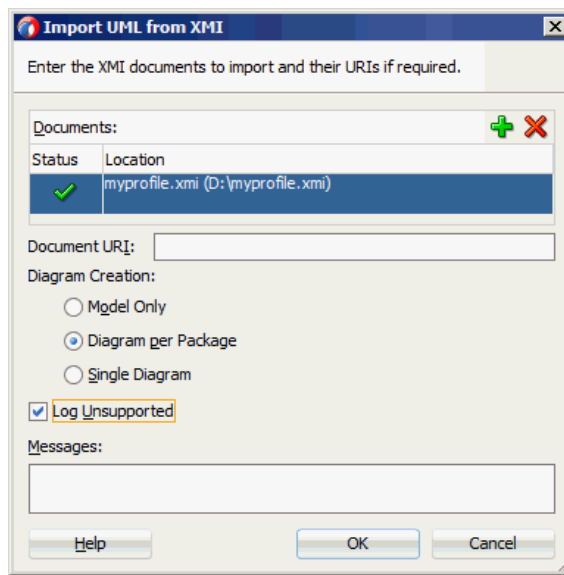 Import UML from XMI
Enter the XMI documents to import and their URIs if required.
Documents:
Status Location
myprofile.xmi (D:\myprofile.xmi)
Document URI:
Diagram Creation:
Model Only
Diagram per Package
Single Diagram
Log Unsupported
Messages:
Help OK Cancel